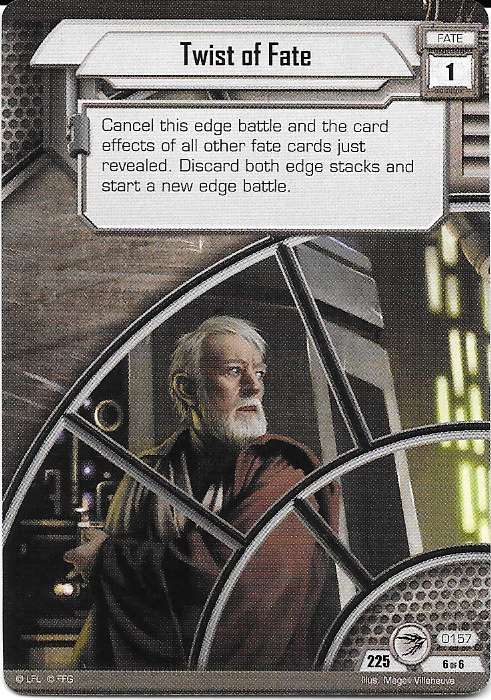 Twist of Fate
FATE
1
Cancel this edge battle and the card
effects of all other fate cards just
revealed. Discard both edge stacks and
start a new edge battle.
0157
225
6 OF 6
© LFL © FFG
Illus. Magali Villeneuve